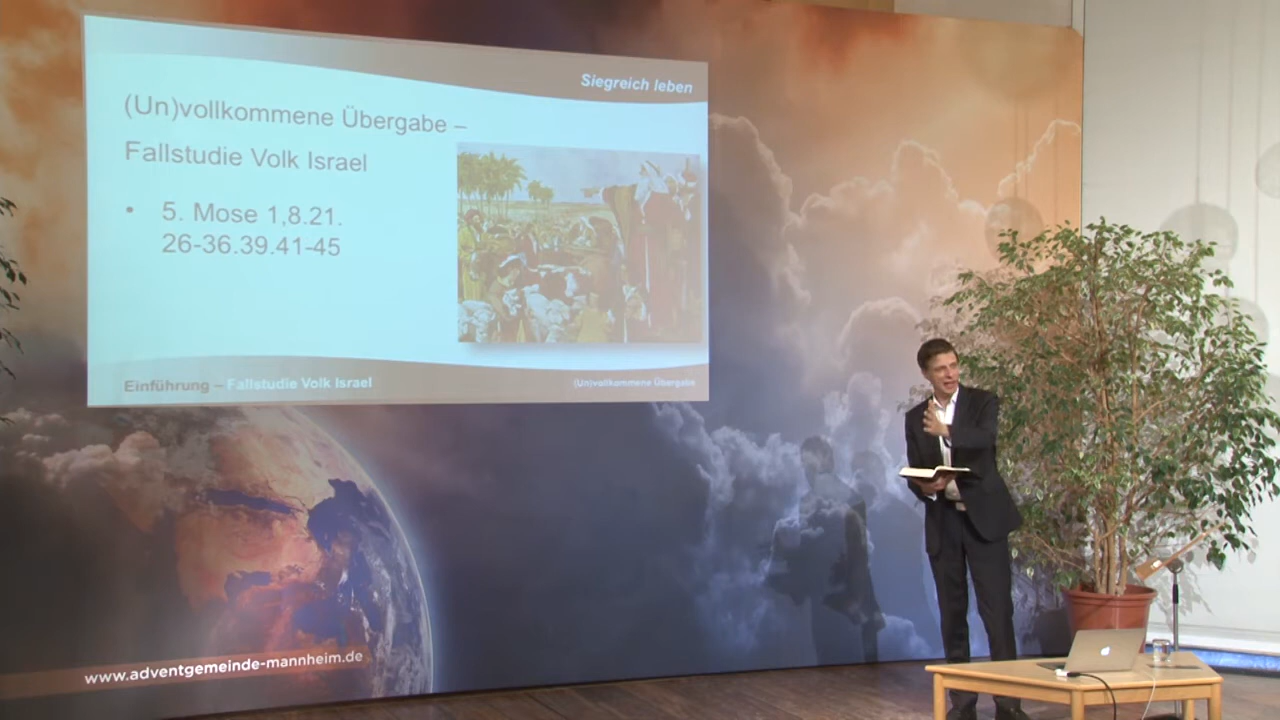 Siegreich leben
(Un)vollkommene Übergabe –
Fallstudie Volk Israel
• 5. Mose 1,8.21.
26-36.39.41-45
Einführung – Fallstudie Volk Israel
(Un)vollkommene Übergabe
www.adventgemeinde-mannheim.de